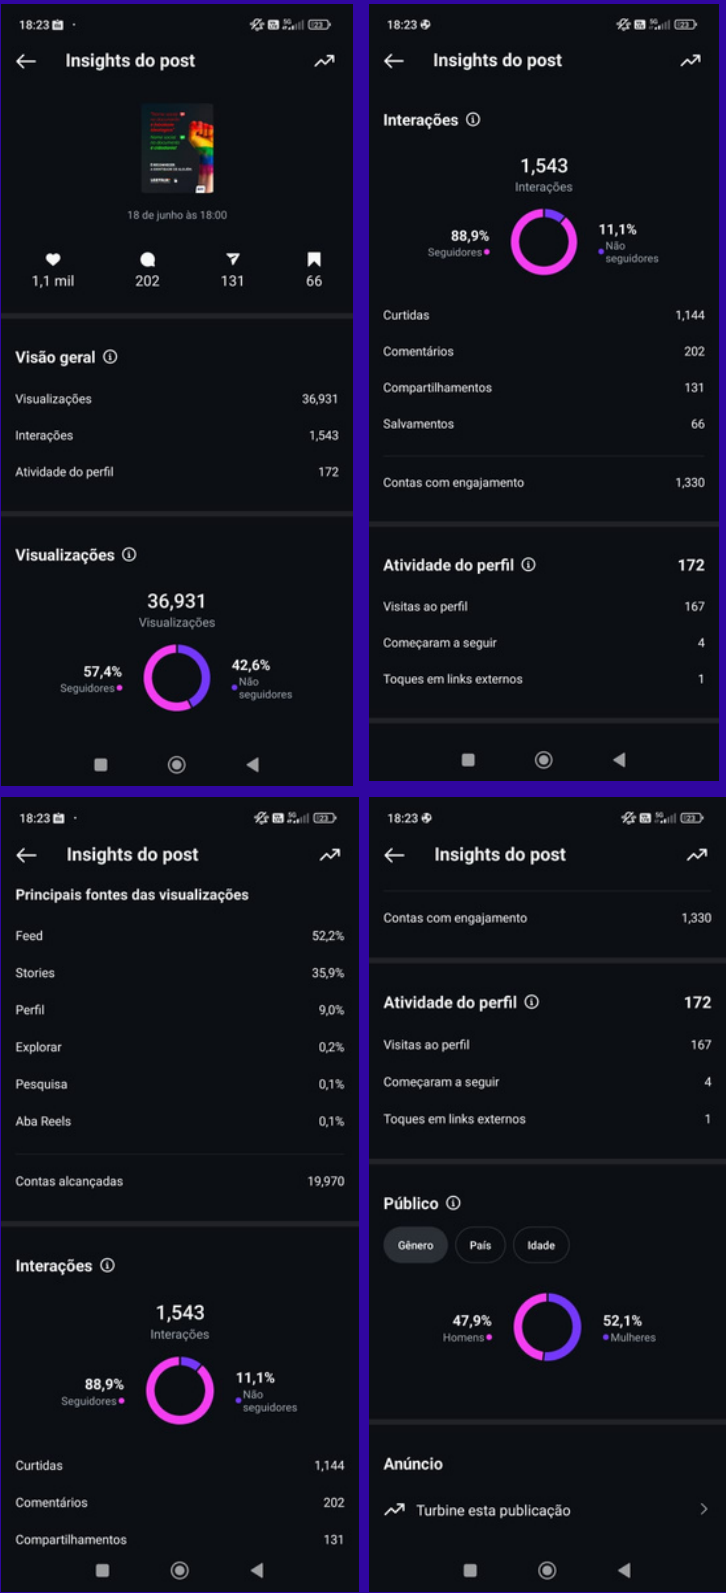 18:23
5G
23
Insights do post
18 de junho às 18:00
1,1 mil
202
131
66
Visão geral
Visualizações 36,931
Interações 1,543
Atividade do perfil 172
Visualizações
36,931
Visualizações
57,4%
Seguidores
42,6%
Não
seguidores
18:23
5G
23
Insights do post
Interações
1,543
Interações
88,9%
Seguidores
11,1%
Não
seguidores
Curtidas 1,144
Comentários 202
Compartilhamentos 131
Salvamentos 66
Contas com engajamento 1,330
Atividade do perfil 172
Visitas ao perfil 167
Começaram a seguir 4
Toques em links externos 1
18:23
5G
23
Insights do post
Principais fontes das visualizações
Feed 52,2%
Stories 35,9%
Perfil 9,0%
Explorar 0,2%
Pesquisa 0,1%
Aba Reels 0,1%
Contas alcançadas 19,970
Interações
1,543
Interações
88,9%
Seguidores
11,1%
Não
seguidores
Curtidas 1,144
Comentários 202
Compartilhamentos 131
18:23
5G
23
Insights do post
Contas com engajamento 1,330
Atividade do perfil 172
Visitas ao perfil 167
Começaram a seguir 4
Toques em links externos 1
Público
Gênero
País
Idade
47,9%
Homens
52,1%
Mulheres
Anúncio
Turbine esta publicação